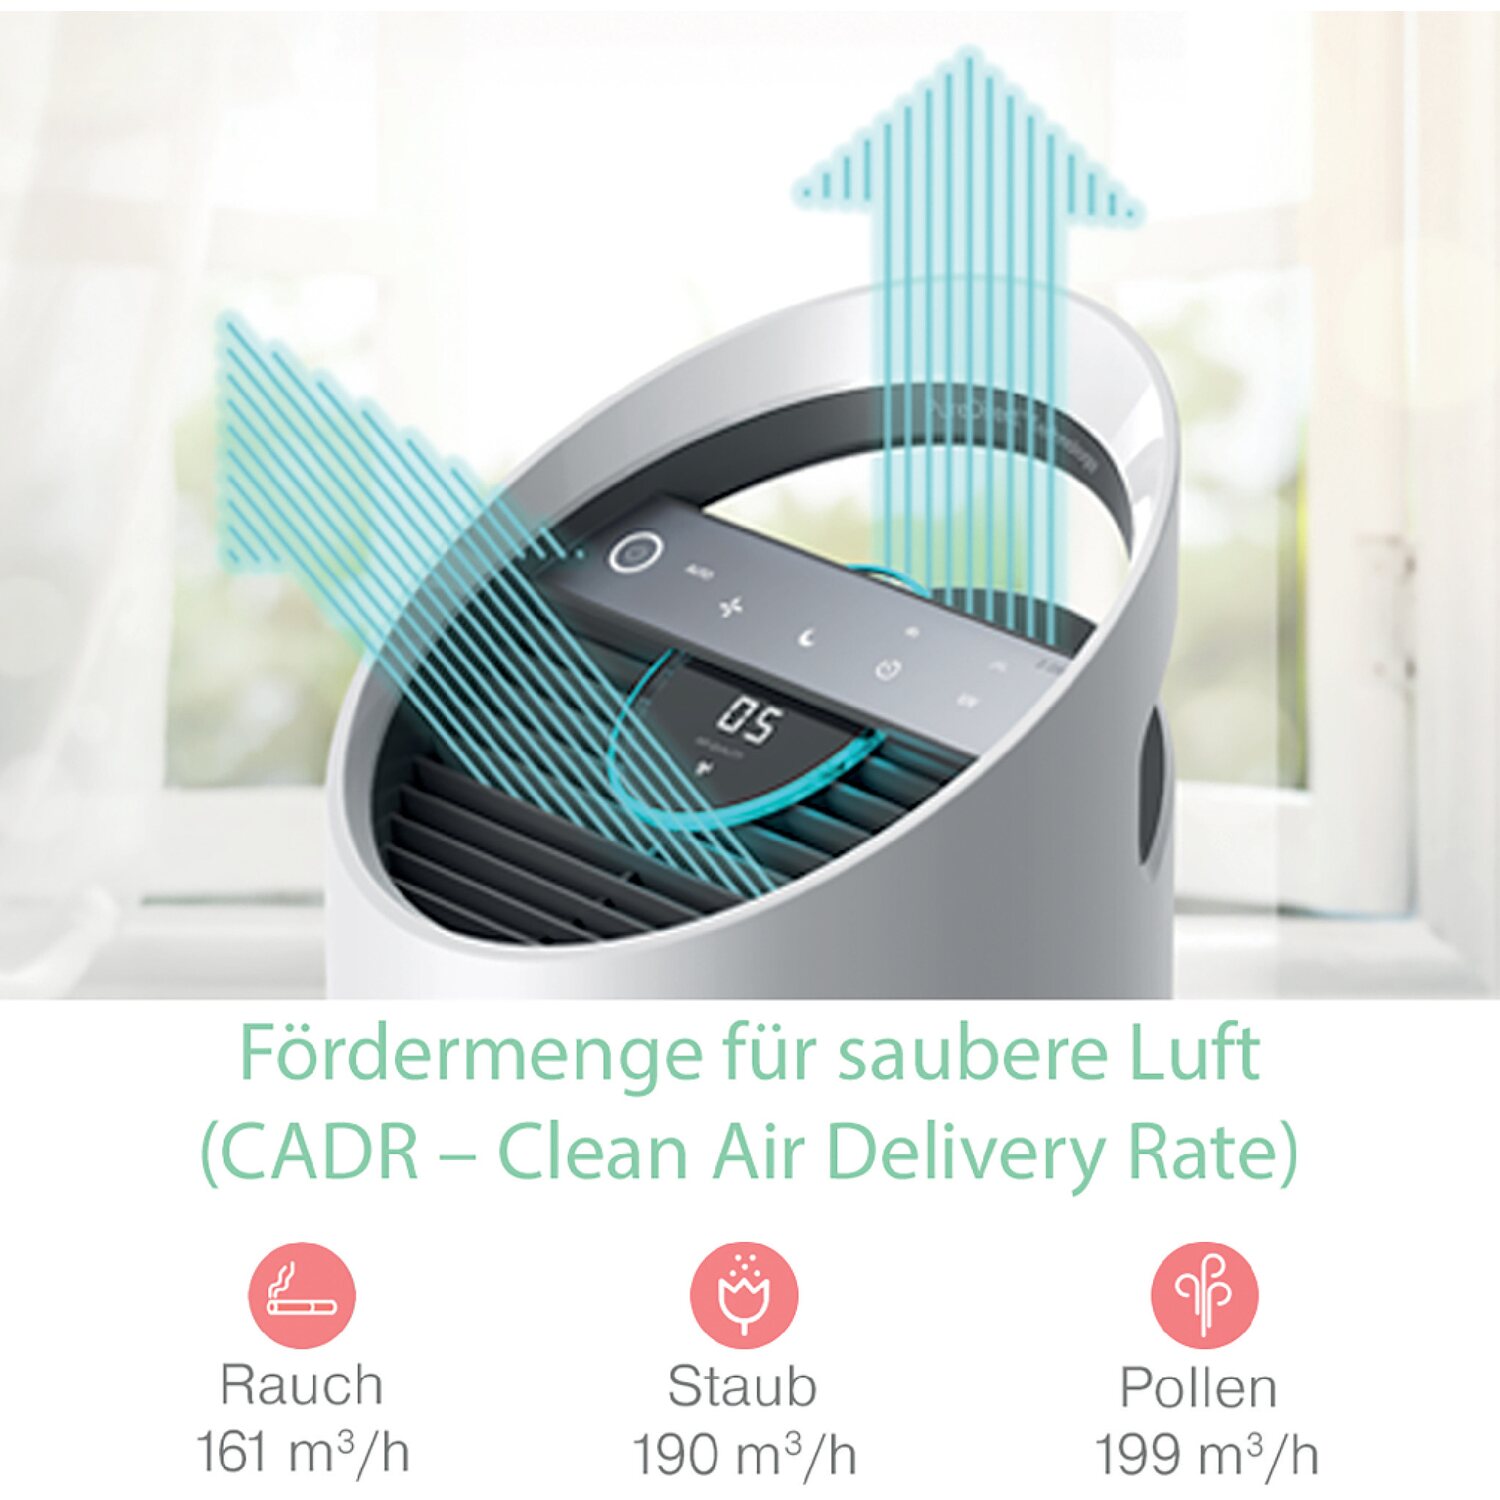 AUTO
05
Fördermenge für saubere Luft
(CADR – Clean Air Delivery Rate)
Rauch
Staub
Pollen
161 m³/h
190 m³/h
199 m³/h